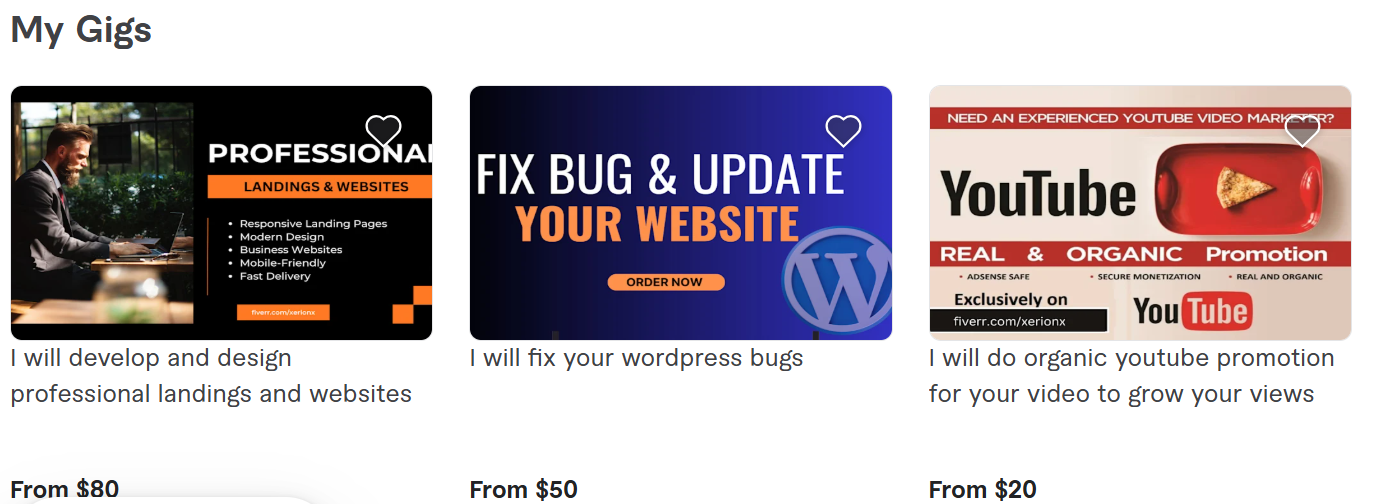 My Gigs
PROFESSIONAL
LANDINGS & WEBSITES
• Responsive Landing Pages
• Modern Design
• Business Websites
• Mobile-Friendly
• Fast Delivery
fiverr.com/xerionx
I will develop and design
professional landings and websites
From $80
FIX BUG & UPDATE
YOUR WEBSITE
ORDER NOW
W
I will fix your wordpress bugs
From $50
NEED AN EXPERIENCED YOUTUBE VIDEO MARKETER?
YouTube
REAL & ORGANIC Promotion
• ADSENSE SAFE • SECURE MONETIZATION • REAL AND ORGANIC
Exclusively on
fiverr.com/xerionx
YouTube
I will do organic youtube promotion
for your video to grow your views
From $20